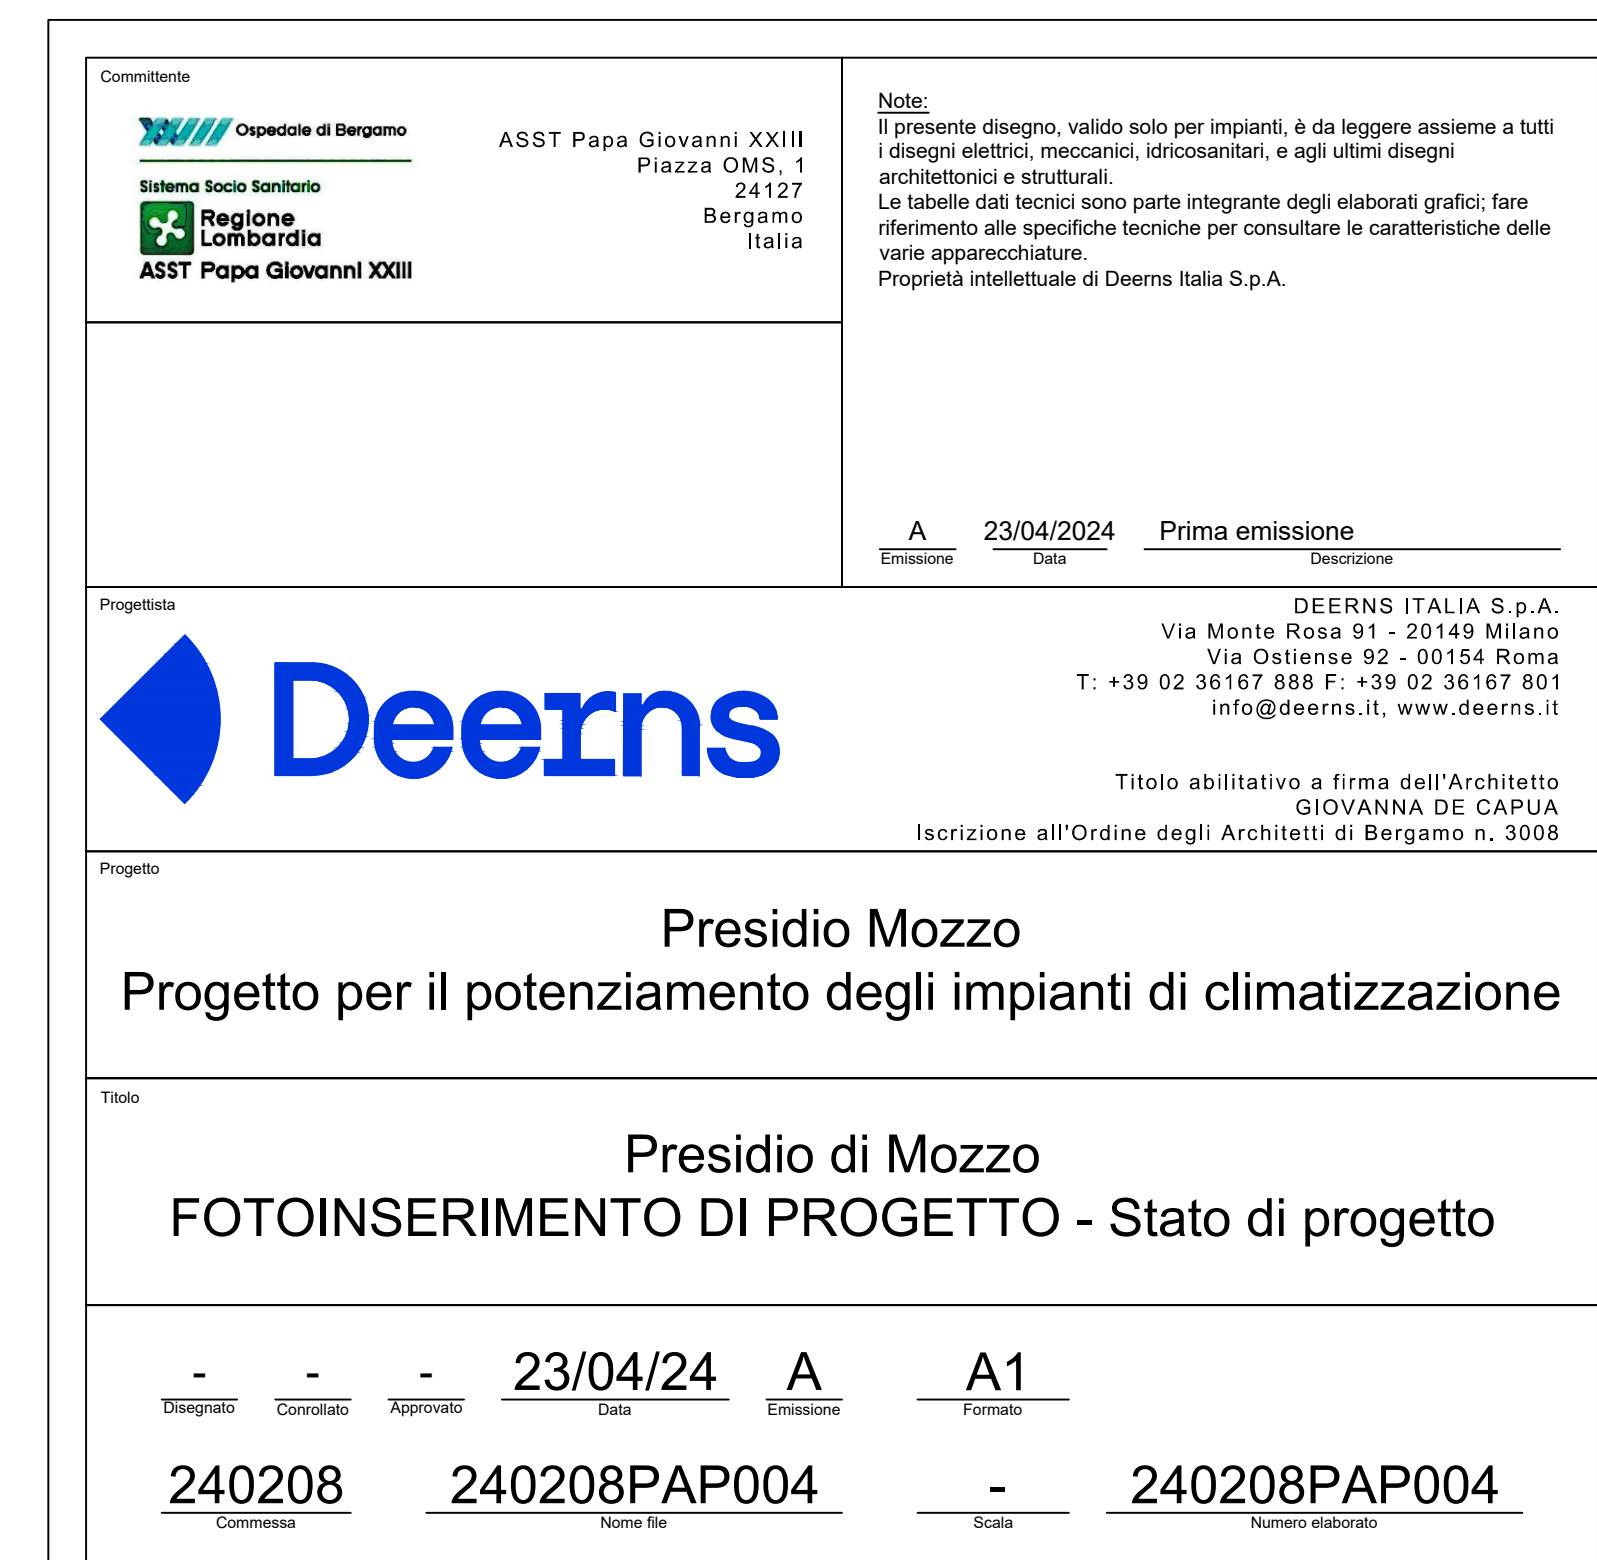 Committente
Ospedale di Bergamo
Sistema Socio Sanitario
Regione
Lombardia
ASST Papa Giovanni XXIII
ASST Papa Giovanni XXIII
Piazza OMS, 1
24127
Bergamo
Italia
Note:
Il presente disegno, valido solo per impianti, è da leggere assieme a tutti
i disegni elettrici, meccanici, idricosanitari, e agli ultimi disegni
architettonici e strutturali.
Le tabelle dati tecnici sono parte integrante degli elaborati grafici; fare
riferimento alle specifiche tecniche per consultare le caratteristiche delle
varie apparecchiature.
Proprietà intellettuale di Deerns Italia S.p.A.
A 23/04/2024 Prima emissione
Emissione Data Descrizione
Progettista
Deerns
DEERNS ITALIA S.p.A.
Via Monte Rosa 91 - 20149 Milano
Via Ostiense 92 - 00154 Roma
T: +39 02 36167 888 F: +39 02 36167 801
info@deerns.it, www.deerns.it
Titolo abilitativo a firma dell'Architetto
GIOVANNA DE CAPUA
Iscrizione all'Ordine degli Architetti di Bergamo n. 3008
Progetto
Presidio Mozzo
Progetto per il potenziamento degli impianti di climatizzazione
Titolo
Presidio di Mozzo
FOTOINSERIMENTO DI PROGETTO - Stato di progetto
- - - 23/04/24 A A1
Disegnato Conrollato Approvato Data Emissione Formato
240208 240208PAP004 - 240208PAP004
Commessa Nome file Scala Numero elaborato